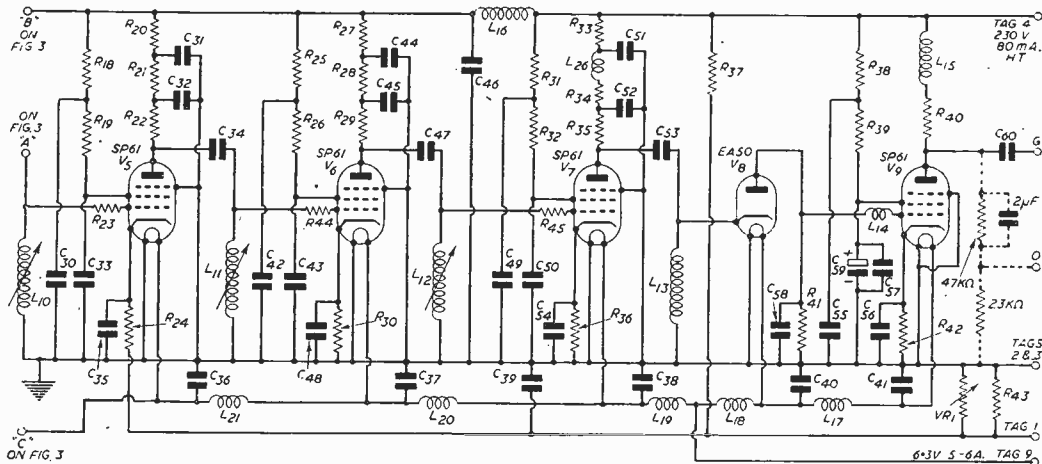 "B"
ON
FIG 3
R20
C31
R18
R21
C32
R19
R22
C34
SP61
V5
R23
ON
FIG.3
"A"
L10
C30
C33
R24
C35
C36
L21
"C"
ON FIG.3
R27
C44
R25
R28
C45
R26
R29
C47
SP61
V6
R44
L11
C42
C43
R30
C48
C37
L20
L16
C46
R33
C51
L26
R31
R34
C52
R32
R35
C53
SP61
V7
R45
L12
C49
C50
R36
C54
C39
C38
L19
R37
L13
EA50
V8
L18
C58
R41
C40
L17
R38
R39
SP61
V9
L14
C59
+
−
C57
C55
C56
R42
C41
L15
R40
C60
G
2μF
47KΩ
O
23KΩ
VR1
R43
TAG 4
230 V
80 mA.
HT
TAGS
2 & 3
TAG 1
6·3V 5-6A. TAG 9